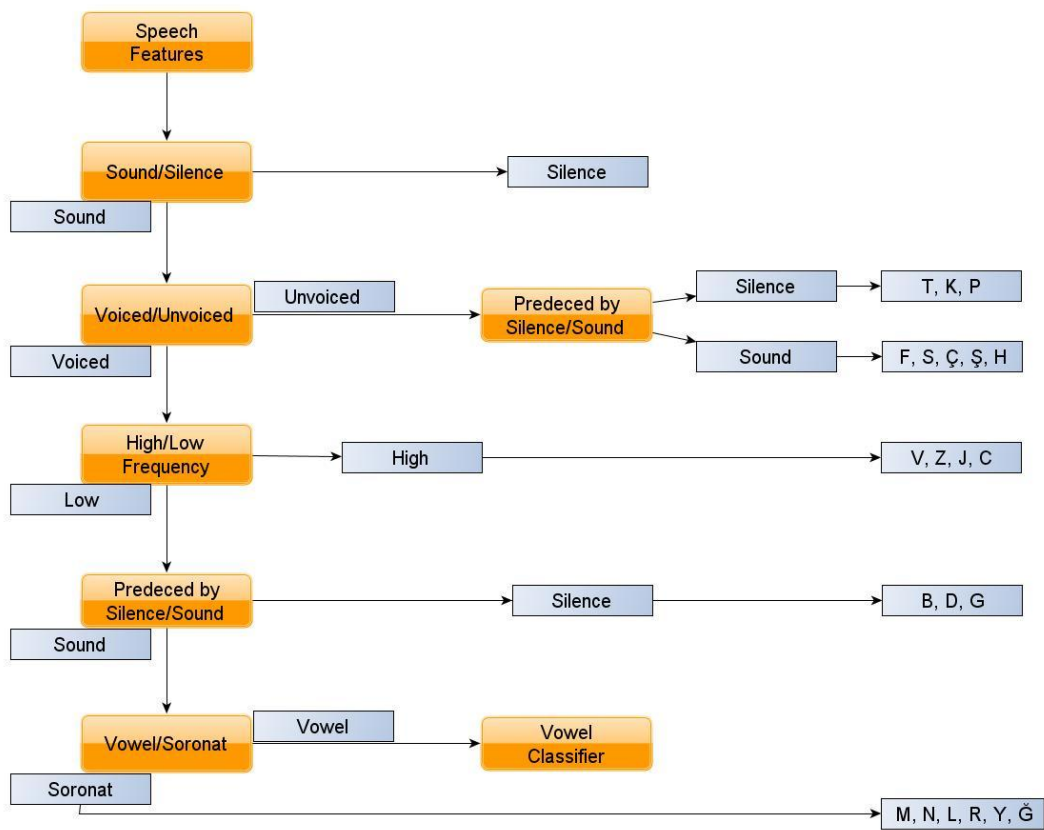 Speech
Features
Sound/Silence
Silence
Sound
Voiced/Unvoiced
Unvoiced
Predeced by
Silence/Sound
Silence
T, K, P
Sound
F, S, Ç, Ş, H
Voiced
High/Low
Frequency
High
V, Z, J, C
Low
Predeced by
Silence/Sound
Silence
B, D, G
Sound
Vowel/Soronat
Vowel
Vowel
Classifier
Soronat
M, N, L, R, Y, Ğ